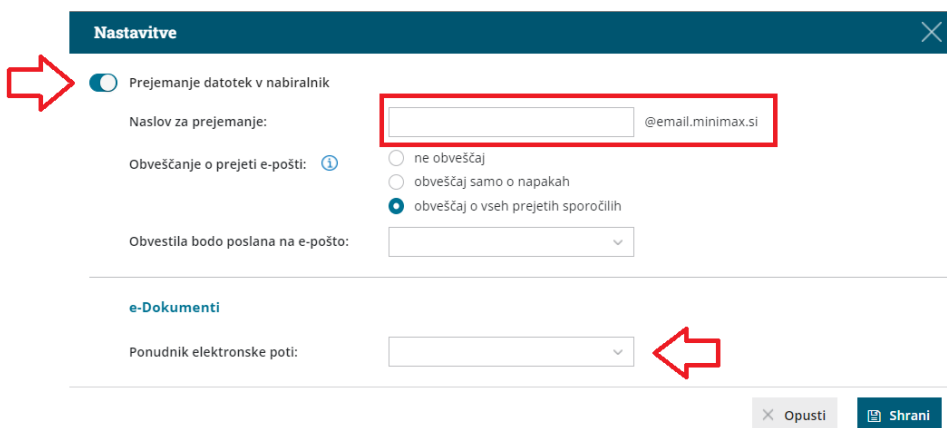 Nastavitve
Prejemanje datotek v nabiralnik
Naslov za prejemanje: @email.minimax.si
Obveščanje o prejeti e-pošti: i ne obveščaj
obveščaj samo o napakah
obveščaj o vseh prejetih sporočilih
Obvestila bodo poslana na e-pošto:
e-Dokumenti
Ponudnik elektronske poti:
Opusti Shrani